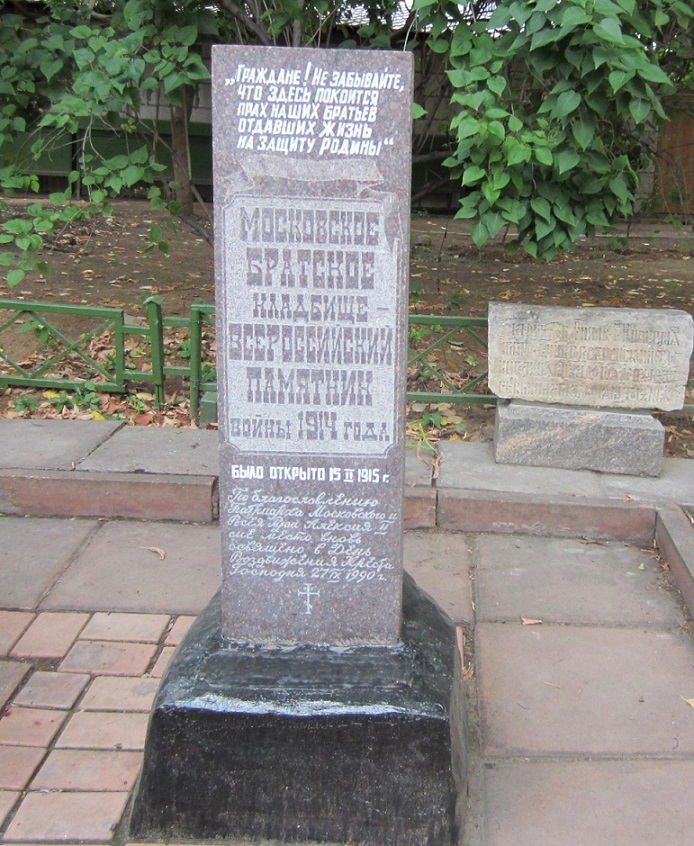 „Граждане! Не забывайте,
что здесь покоится
прах наших братьев
отдавших жизнь
на защиту Родины“
Московское
братское
кладбище –
Всероссийский
памятник
войны 1914 года
было открыто 15 II 1915 г.
По благословению
Патриарха Московского и
Всея Руси Алексия II
сие место вновь
освящено в День
Воздвижения Креста
Господня 27 IX 1990 г.